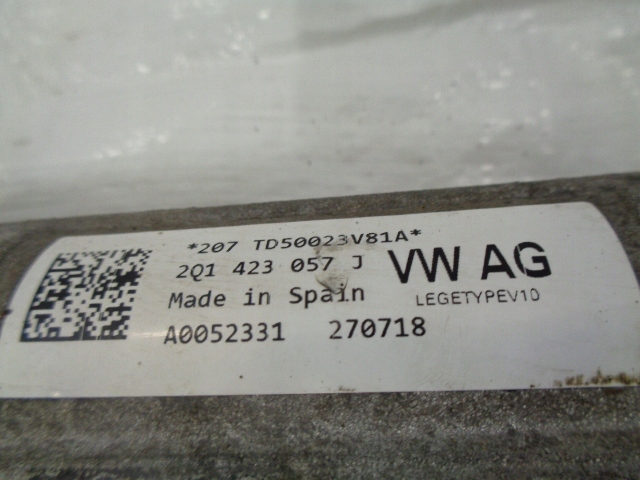 *207 TD50023V81A*
2Q1 423 057 J
VW AG
Made in Spain
LEGETYPEV10
A0052331 270718